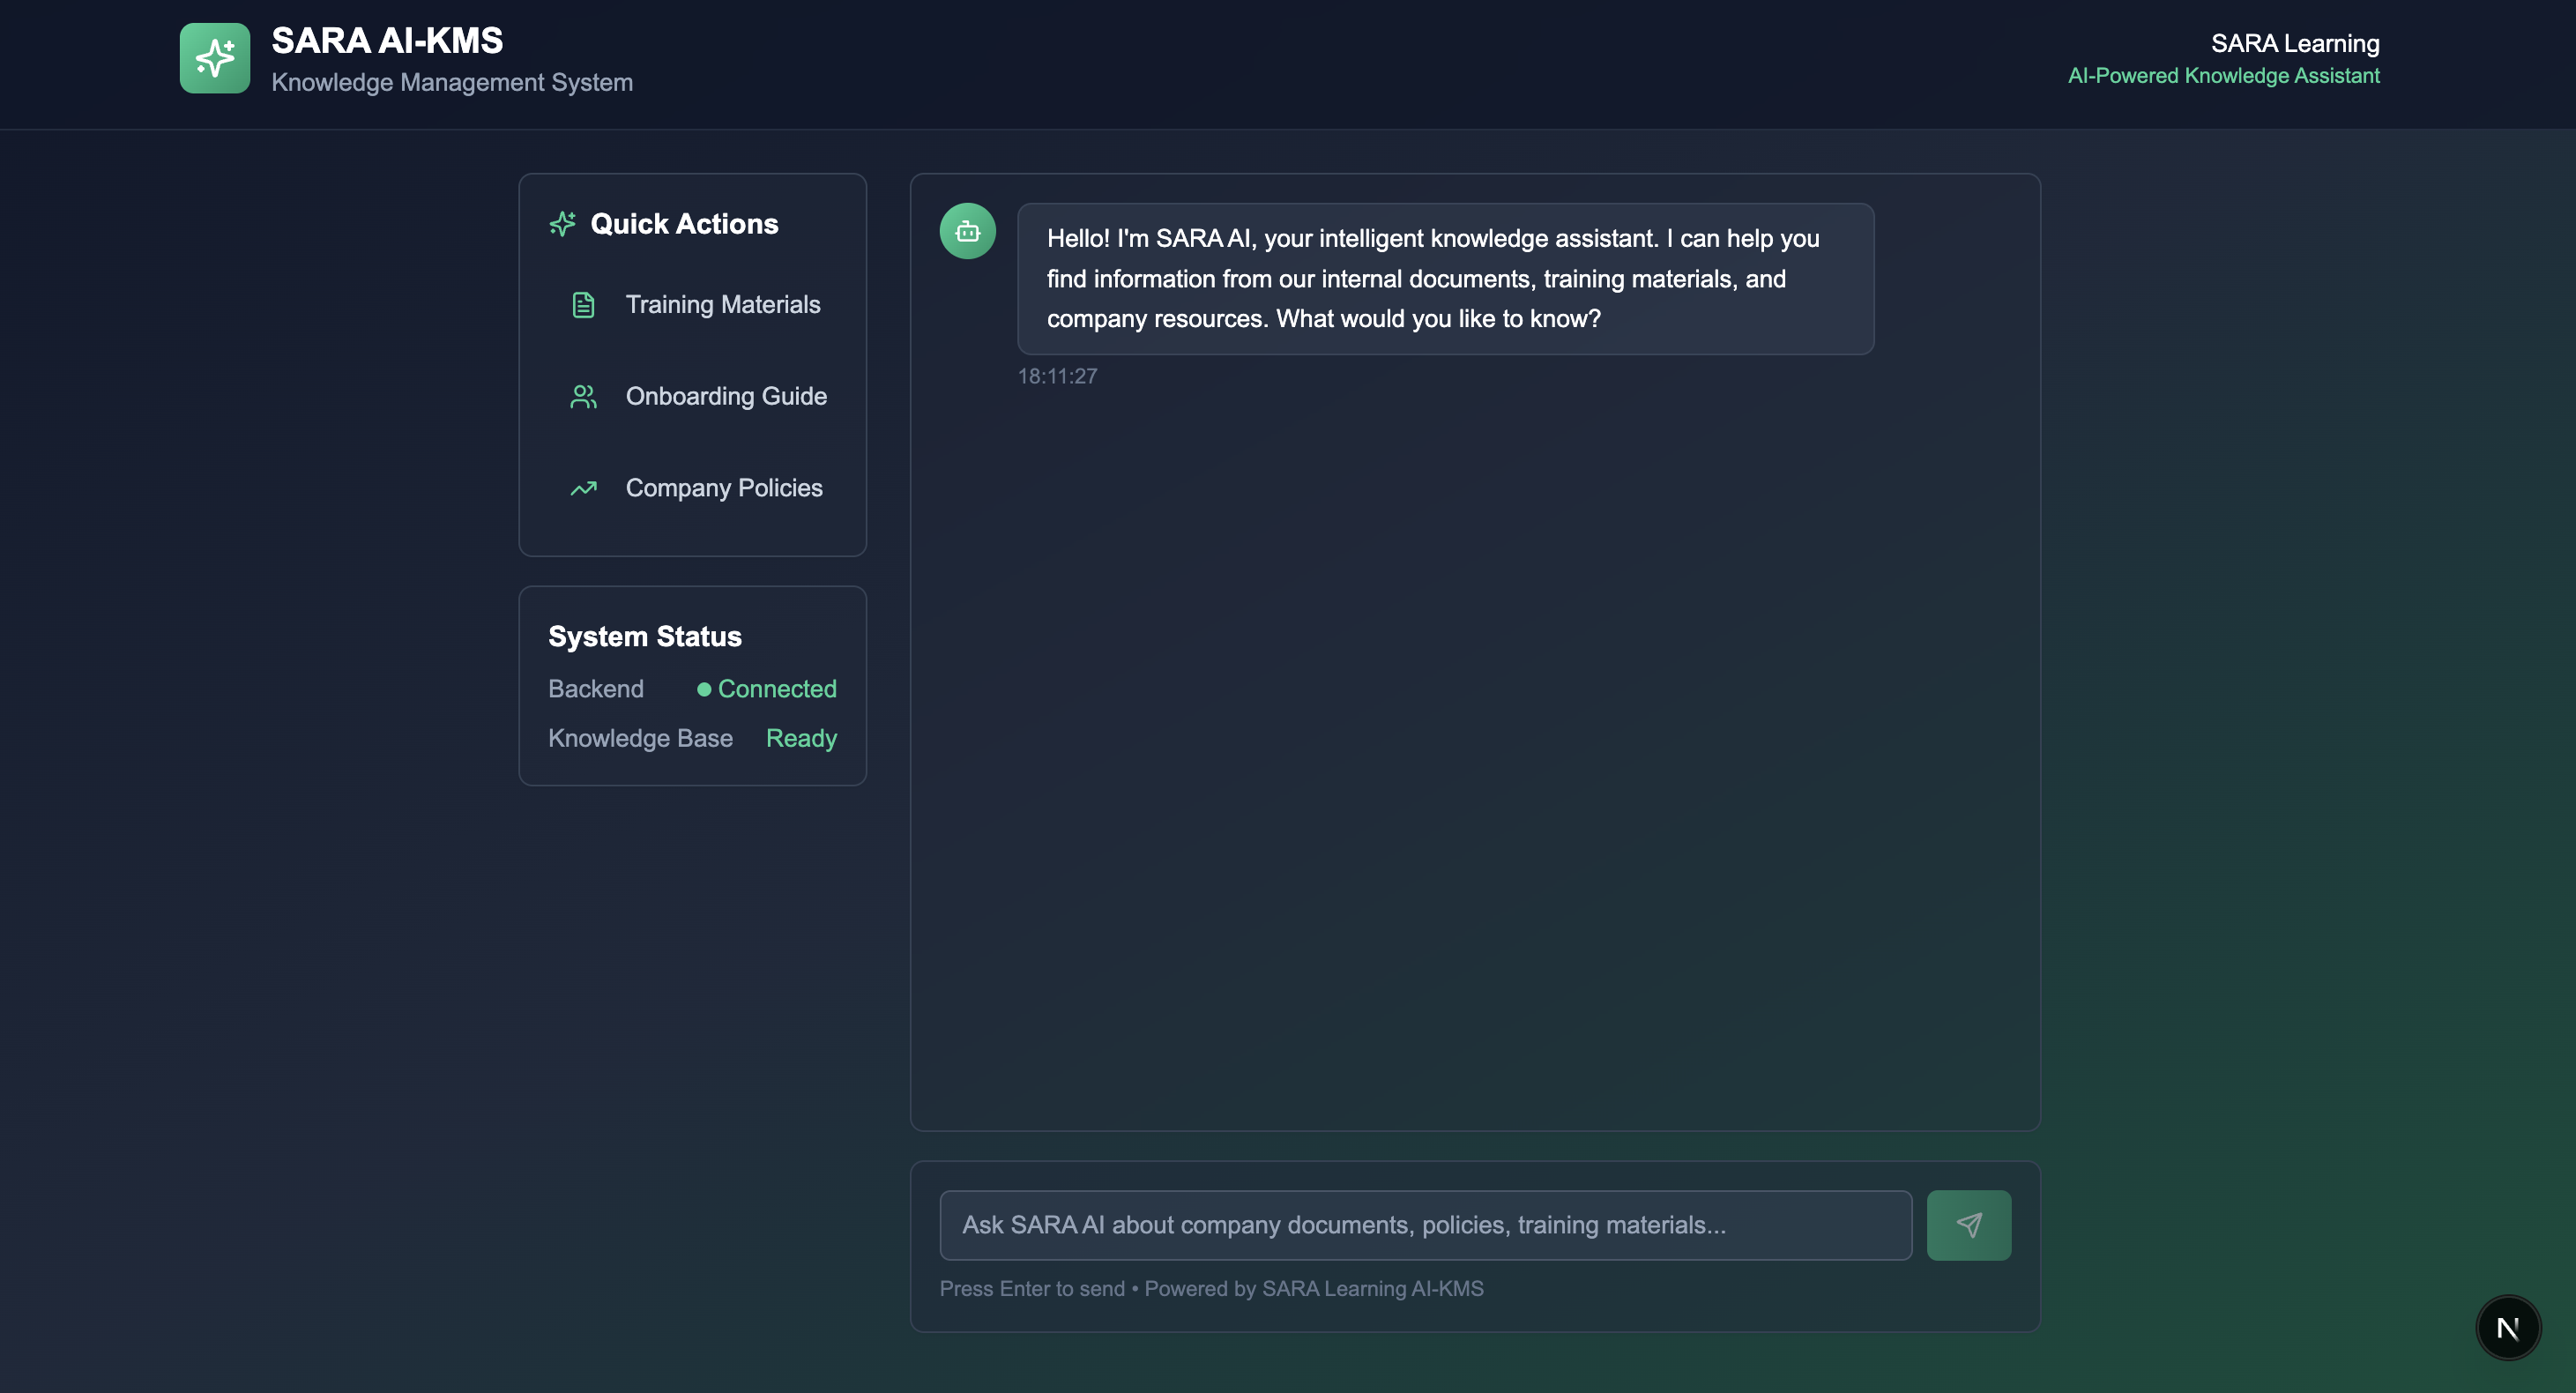 SARA AI-KMS
Knowledge Management System
SARA Learning
AI-Powered Knowledge Assistant
Quick Actions
Training Materials
Onboarding Guide
Company Policies
System Status
Backend Connected
Knowledge Base Ready
Hello! I'm SARA AI, your intelligent knowledge assistant. I can help you
find information from our internal documents, training materials, and
company resources. What would you like to know?
18:11:27
Ask SARA AI about company documents, policies, training materials...
Press Enter to send • Powered by SARA Learning AI-KMS
N